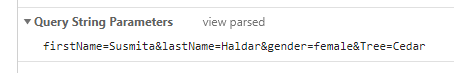 Query String Parameters view parsed
firstName=Susmita&lastName=Haldar&gender=female&Tree=Cedar